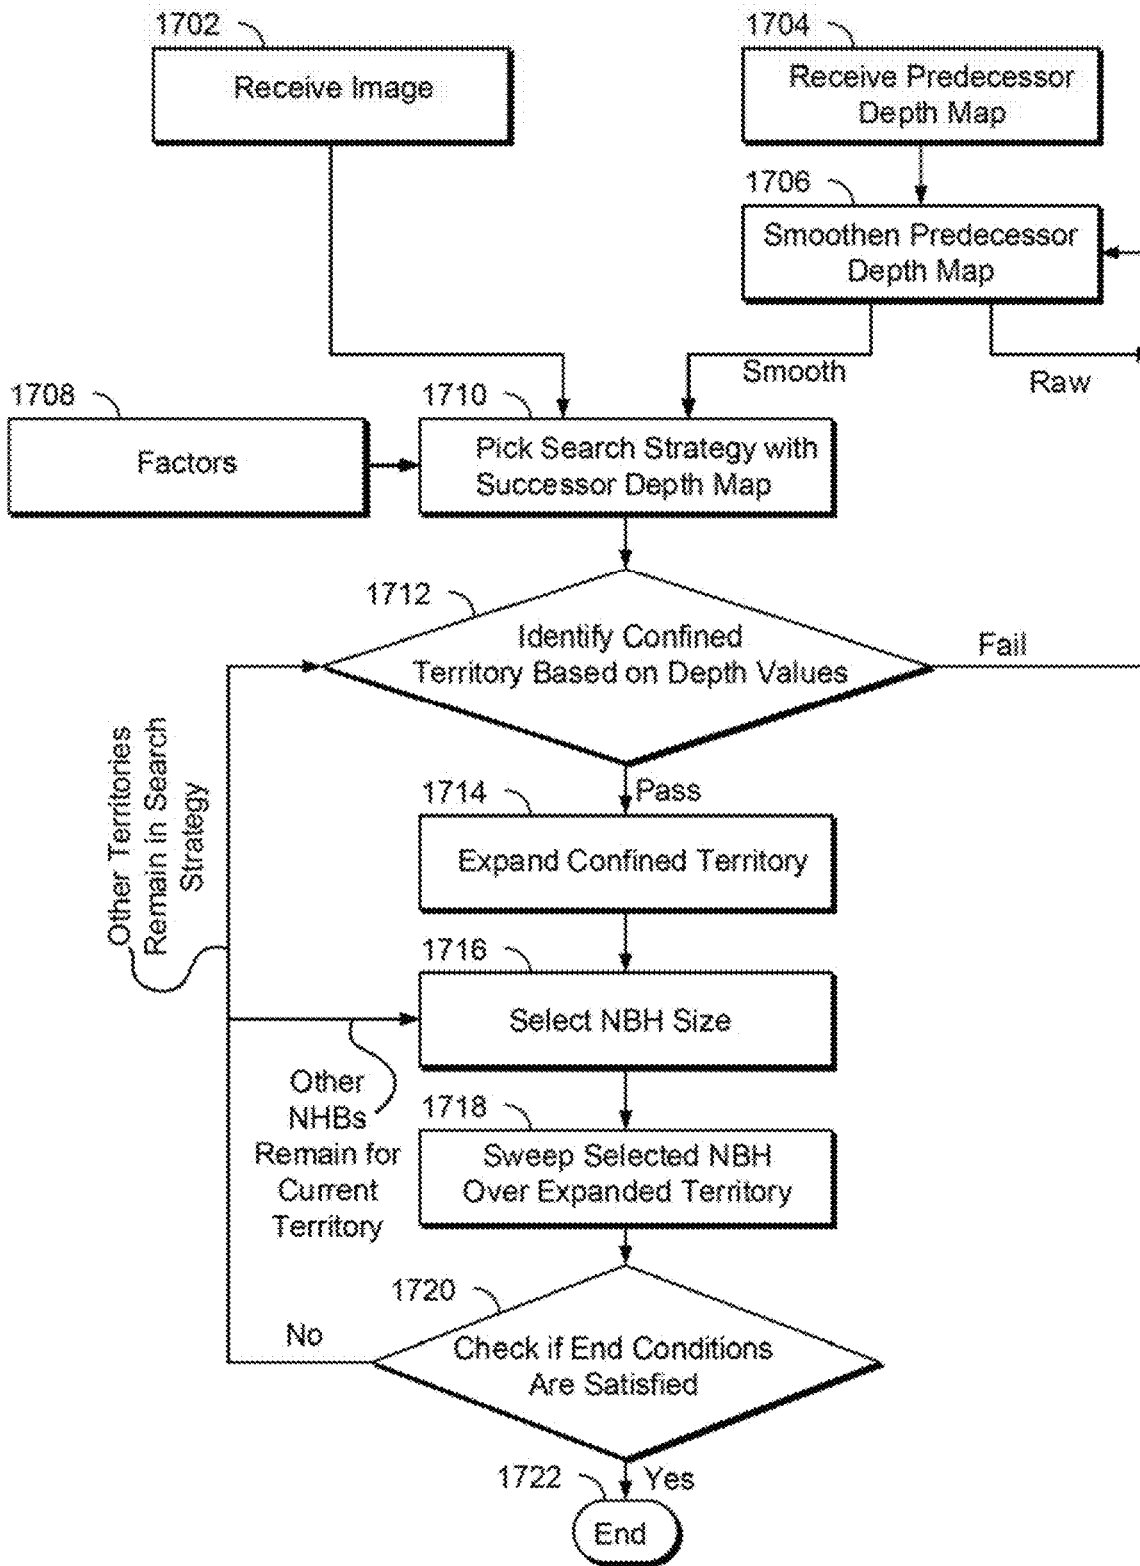 1702
Receive Image
1704
Receive Predecessor
Depth Map
1706
Smoothen Predecessor
Depth Map
Smooth
Raw
1708
Factors
1710
Pick Search Strategy with
Successor Depth Map
1712
Identify Confined
Territory Based on Depth Values
Fail
Pass
Other Territories
Remain in Search
Strategy
1714
Expand Confined Territory
1716
Select NBH Size
Other
NHBs
Remain for
Current
Territory
1718
Sweep Selected NBH
Over Expanded Territory
1720
Check if End Conditions
Are Satisfied
No
Yes
1722
End